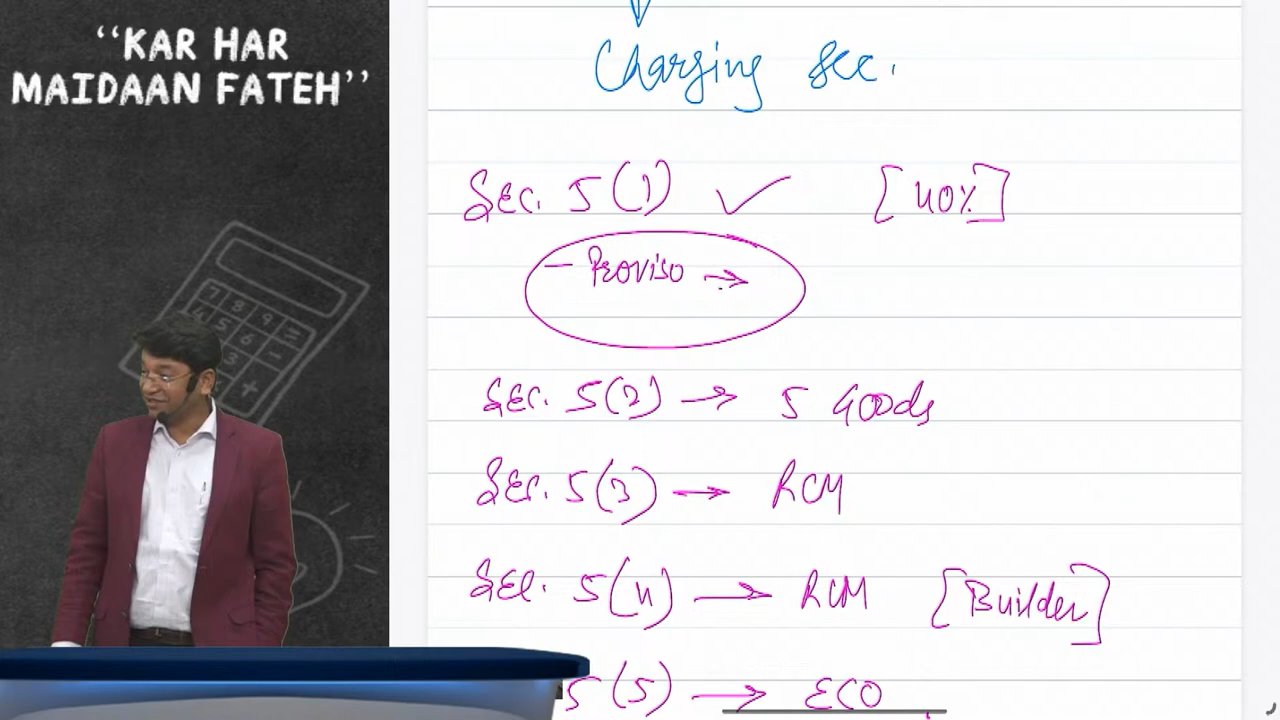 “KAR HAR
MAIDAAN FATEH”
Charging Sec.
Sec. 5(1) ✓ [40%]
- Proviso →
Sec. 5(2) → 5 Goods
Sec. 5(3) → RCM
Sec. 5(4) → RCM [Builder]
5(5) → ECO